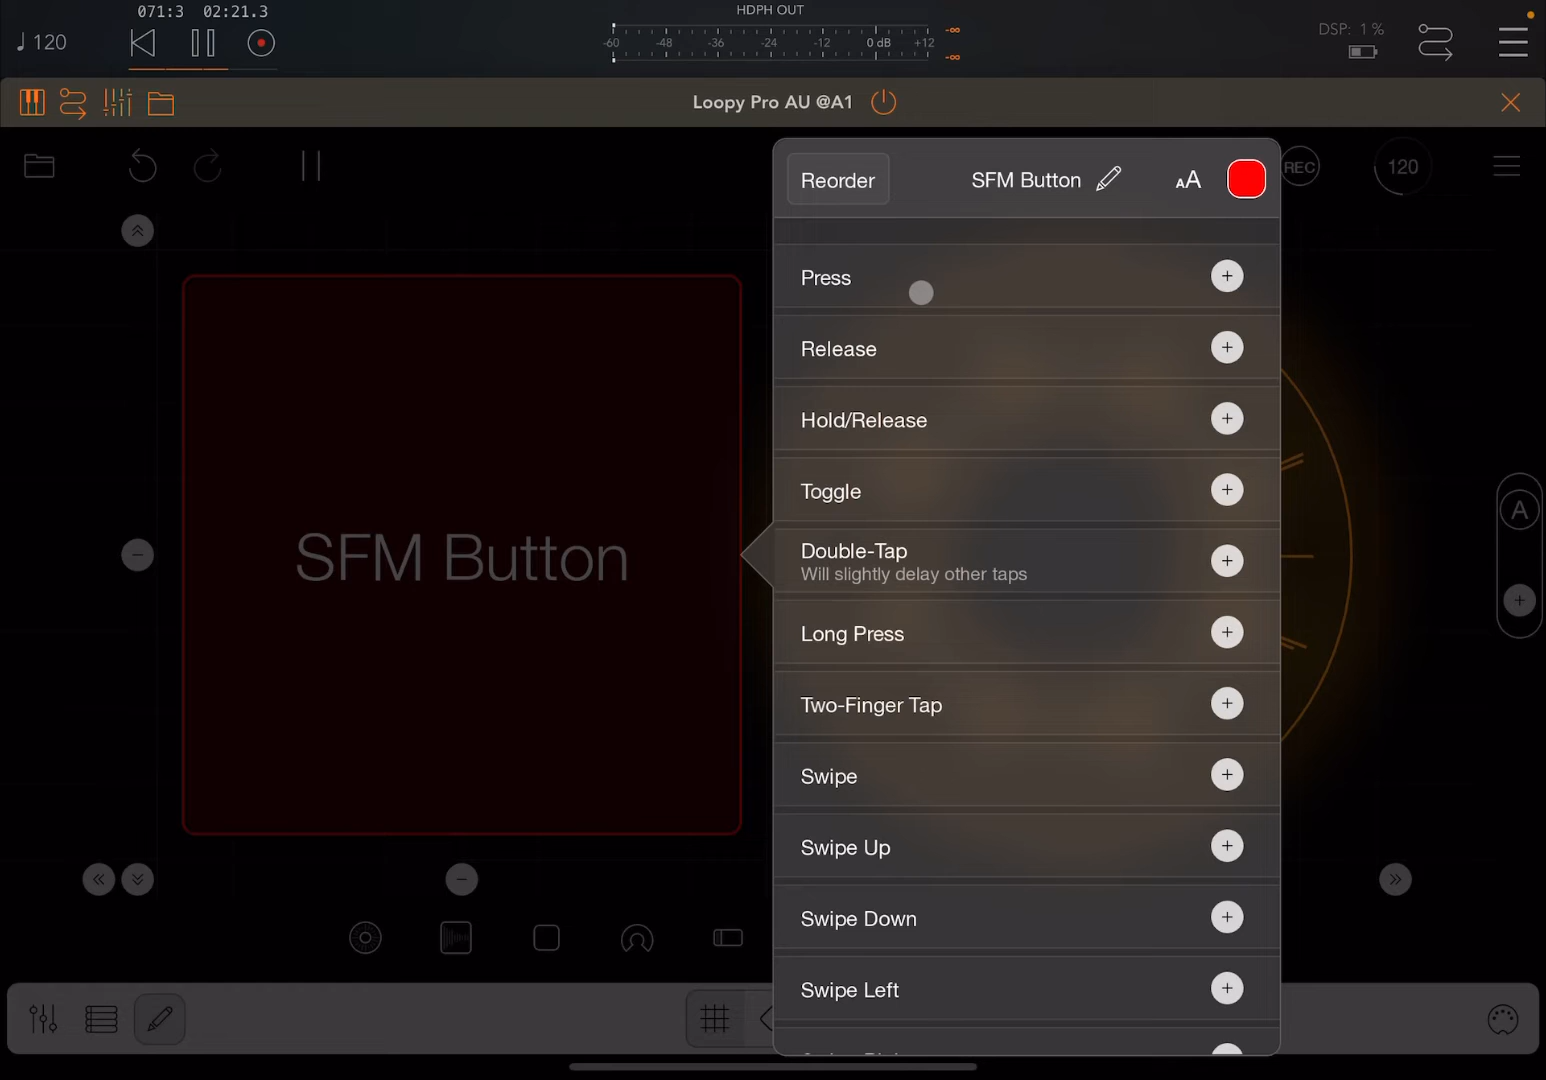 071:3 02:21.3
HDPH OUT
120
-60 -48 -36 -24 -12 0 dB +12
-∞
-∞
DSP: 1 %
Loopy Pro AU @A1
Reorder
SFM Button
AA
REC
120
Press
Release
Hold/Release
Toggle
Double-Tap
Will slightly delay other taps
Long Press
Two-Finger Tap
Swipe
Swipe Up
Swipe Down
Swipe Left
SFM Button
A